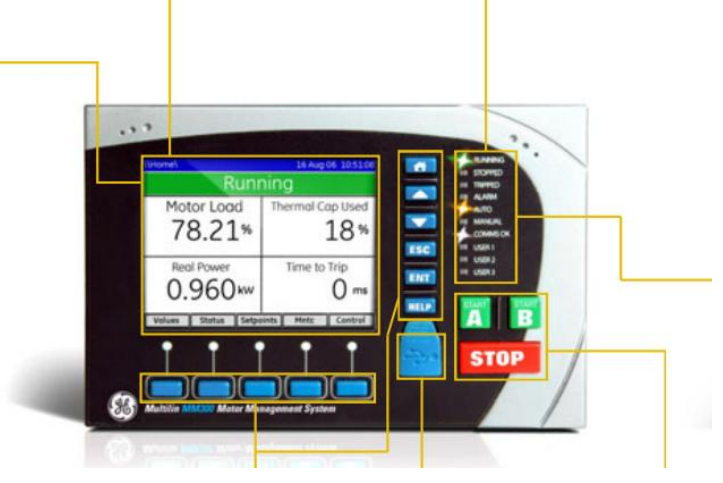 \Home\ 16 Aug 06 10:51:06
Running
Motor Load Thermal Cap Used
78.21% 18%
Real Power Time to Trip
0.960kW 0 ms
Values Status Setpoints Mntc Control
ESC
ENT
HELP
RUNNING
STOPPED
TRIPPED
ALARM
AUTO
MANUAL
COMMS OK
USER 1
USER 2
USER 3
START START
A B
STOP
GE Multilin MM300 Motor Management System